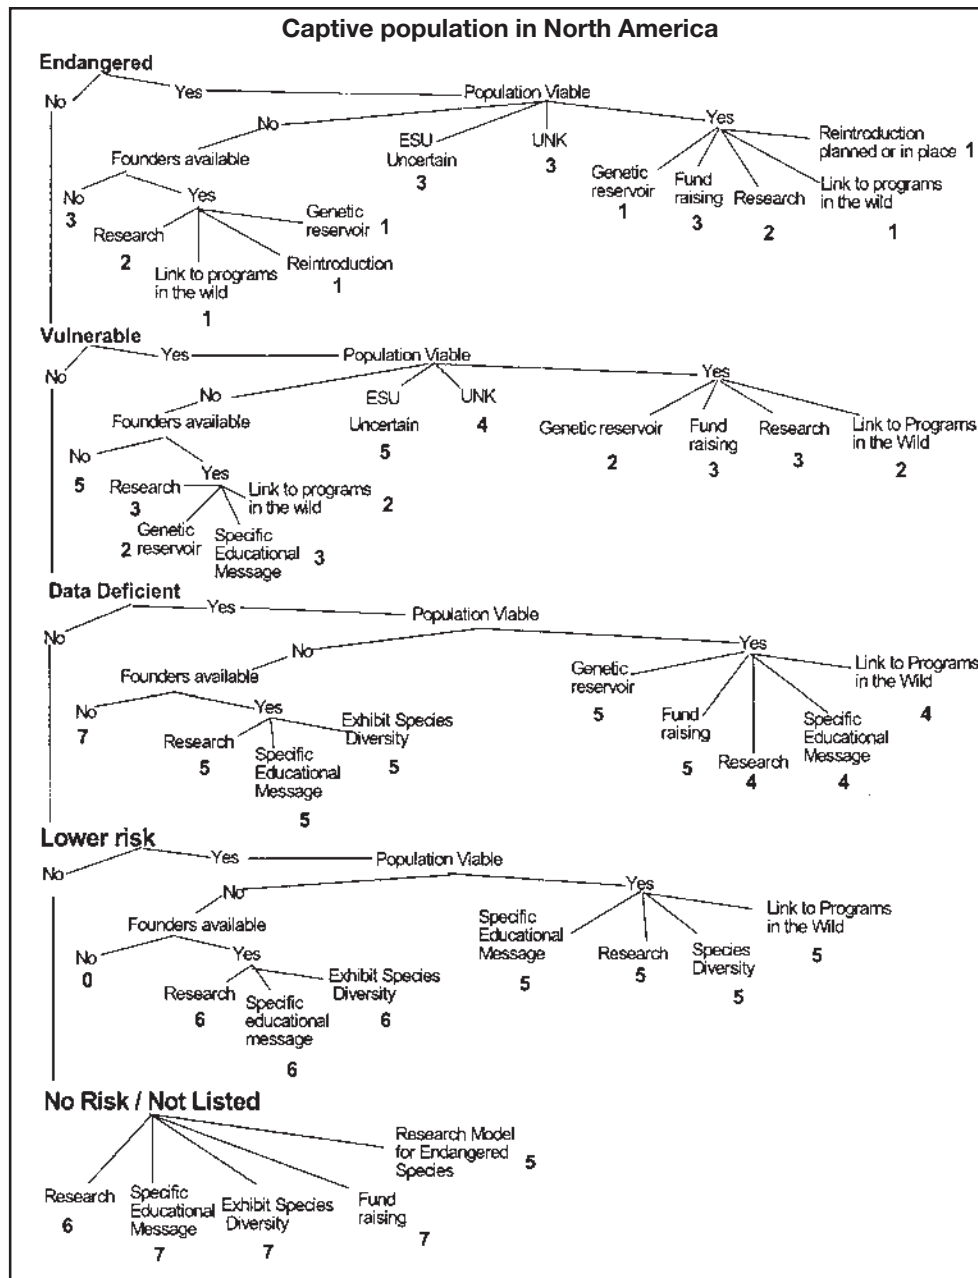 Captive population in North America
Endangered
No
Yes
Population Viable
No
ESU
Uncertain
3
UNK
3
Yes
Founders available
No
3
Yes
Research
2
Link to programs
in the wild
1
Reintroduction
1
Genetic
reservoir 1
Genetic
reservoir
1
Fund
raising
3
Research
2
Link to programs
in the wild
1
Reintroduction
planned or in place 1
Vulnerable
No
Yes
Population Viable
No
ESU
Uncertain
5
UNK
4
Yes
Founders available
No
5
Yes
Research
3
Genetic
2 reservoir
Specific
Educational
Message
3
Link to programs
in the wild
2
Genetic reservoir
2
Fund
raising
3
Research
3
Link to Programs
in the Wild
2
Data Deficient
No
Yes
Population Viable
No
Yes
Founders available
No
7
Yes
Research
5
Specific
Educational
Message
5
Exhibit Species
Diversity
5
Genetic
reservoir
5
Fund
raising
5
Research
4
Specific
Educational
Message
4
Link to Programs
in the Wild
4
Lower risk
No
Yes
Population Viable
No
Yes
Founders available
No
0
Yes
Research
6
Specific
educational
message
6
Exhibit Species
Diversity
6
Specific
Educational
Message
5
Research
5
Species
Diversity
5
Link to Programs
in the Wild
5
No Risk / Not Listed
Research
6
Specific
Educational
Message
7
Exhibit Species
Diversity
7
Fund
raising
7
Research Model
for Endangered
Species
5